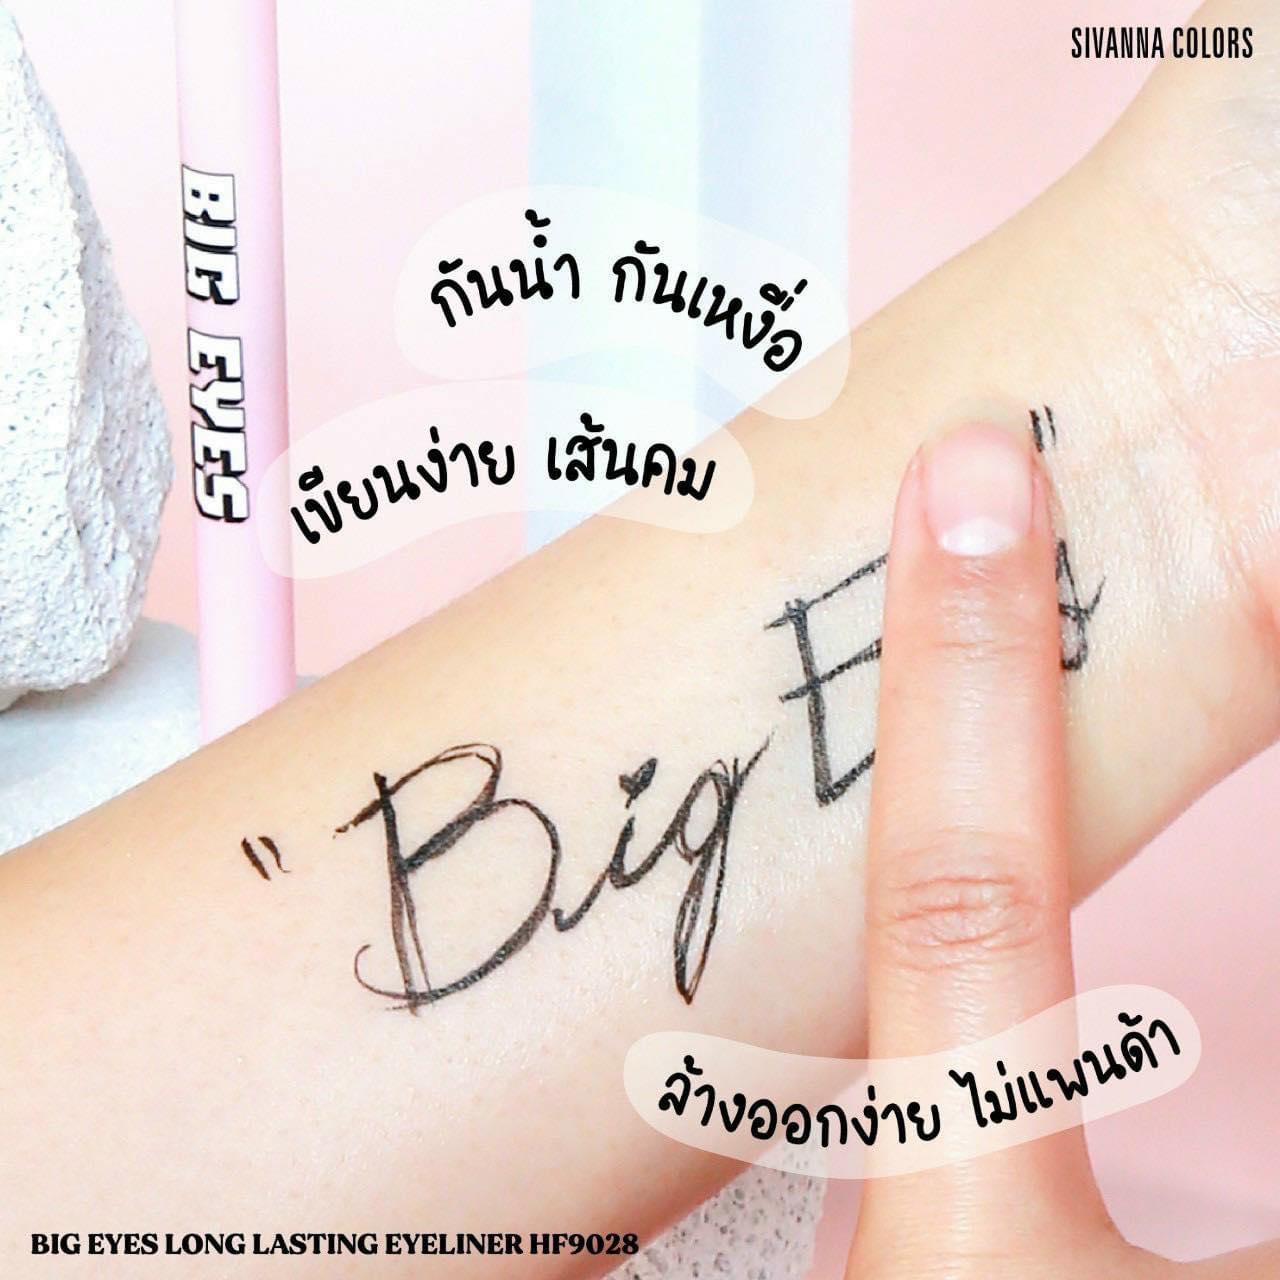 SIVANNA COLORS
BIG EYES
กันน้ำ กันเหงื่อ
เขียนง่าย เส้นคม
"Big E
"
ล้างออกง่าย ไม่แพนด้า
BIG EYES LONG LASTING EYELINER HF9028